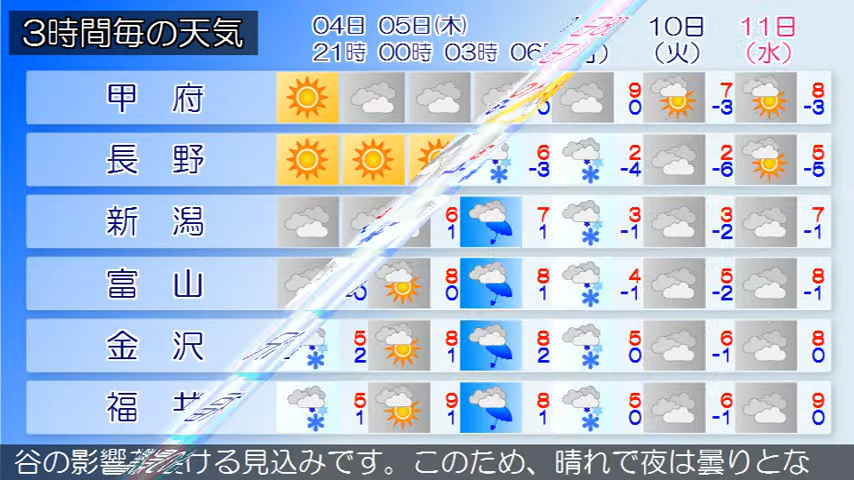 3時間毎の天気
04日 05日(木) 10日 11日
21時 00時 03時 (火) (水)
甲府 9 0 7 -3 8 -3
長野 6 -3 2 -4 2 -6 5 -5
新潟 6 1 7 1 3 -1 3 -2 7 -1
富山 8 0 8 1 4 -1 5 -2 8 -1
金沢 5 2 8 1 8 2 5 0 6 -1 8 0
福井 5 1 9 1 8 1 5 0 6 -1 9 0
谷の影響 ける見込みです。このため、晴れで夜は曇りとな